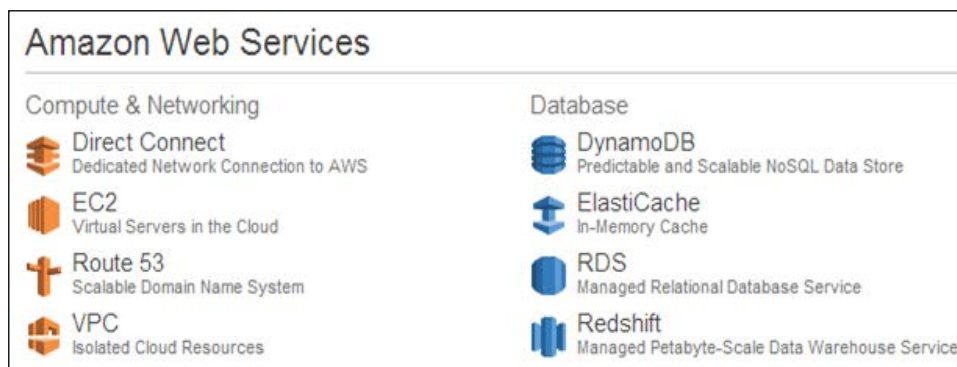 Amazon Web Services
Compute & Networking
Direct Connect
Dedicated Network Connection to AWS
EC2
Virtual Servers in the Cloud
Route 53
Scalable Domain Name System
VPC
Isolated Cloud Resources
Database
DynamoDB
Predictable and Scalable NoSQL Data Store
ElastiCache
In-Memory Cache
RDS
Managed Relational Database Service
Redshift
Managed Petabyte-Scale Data Warehouse Service